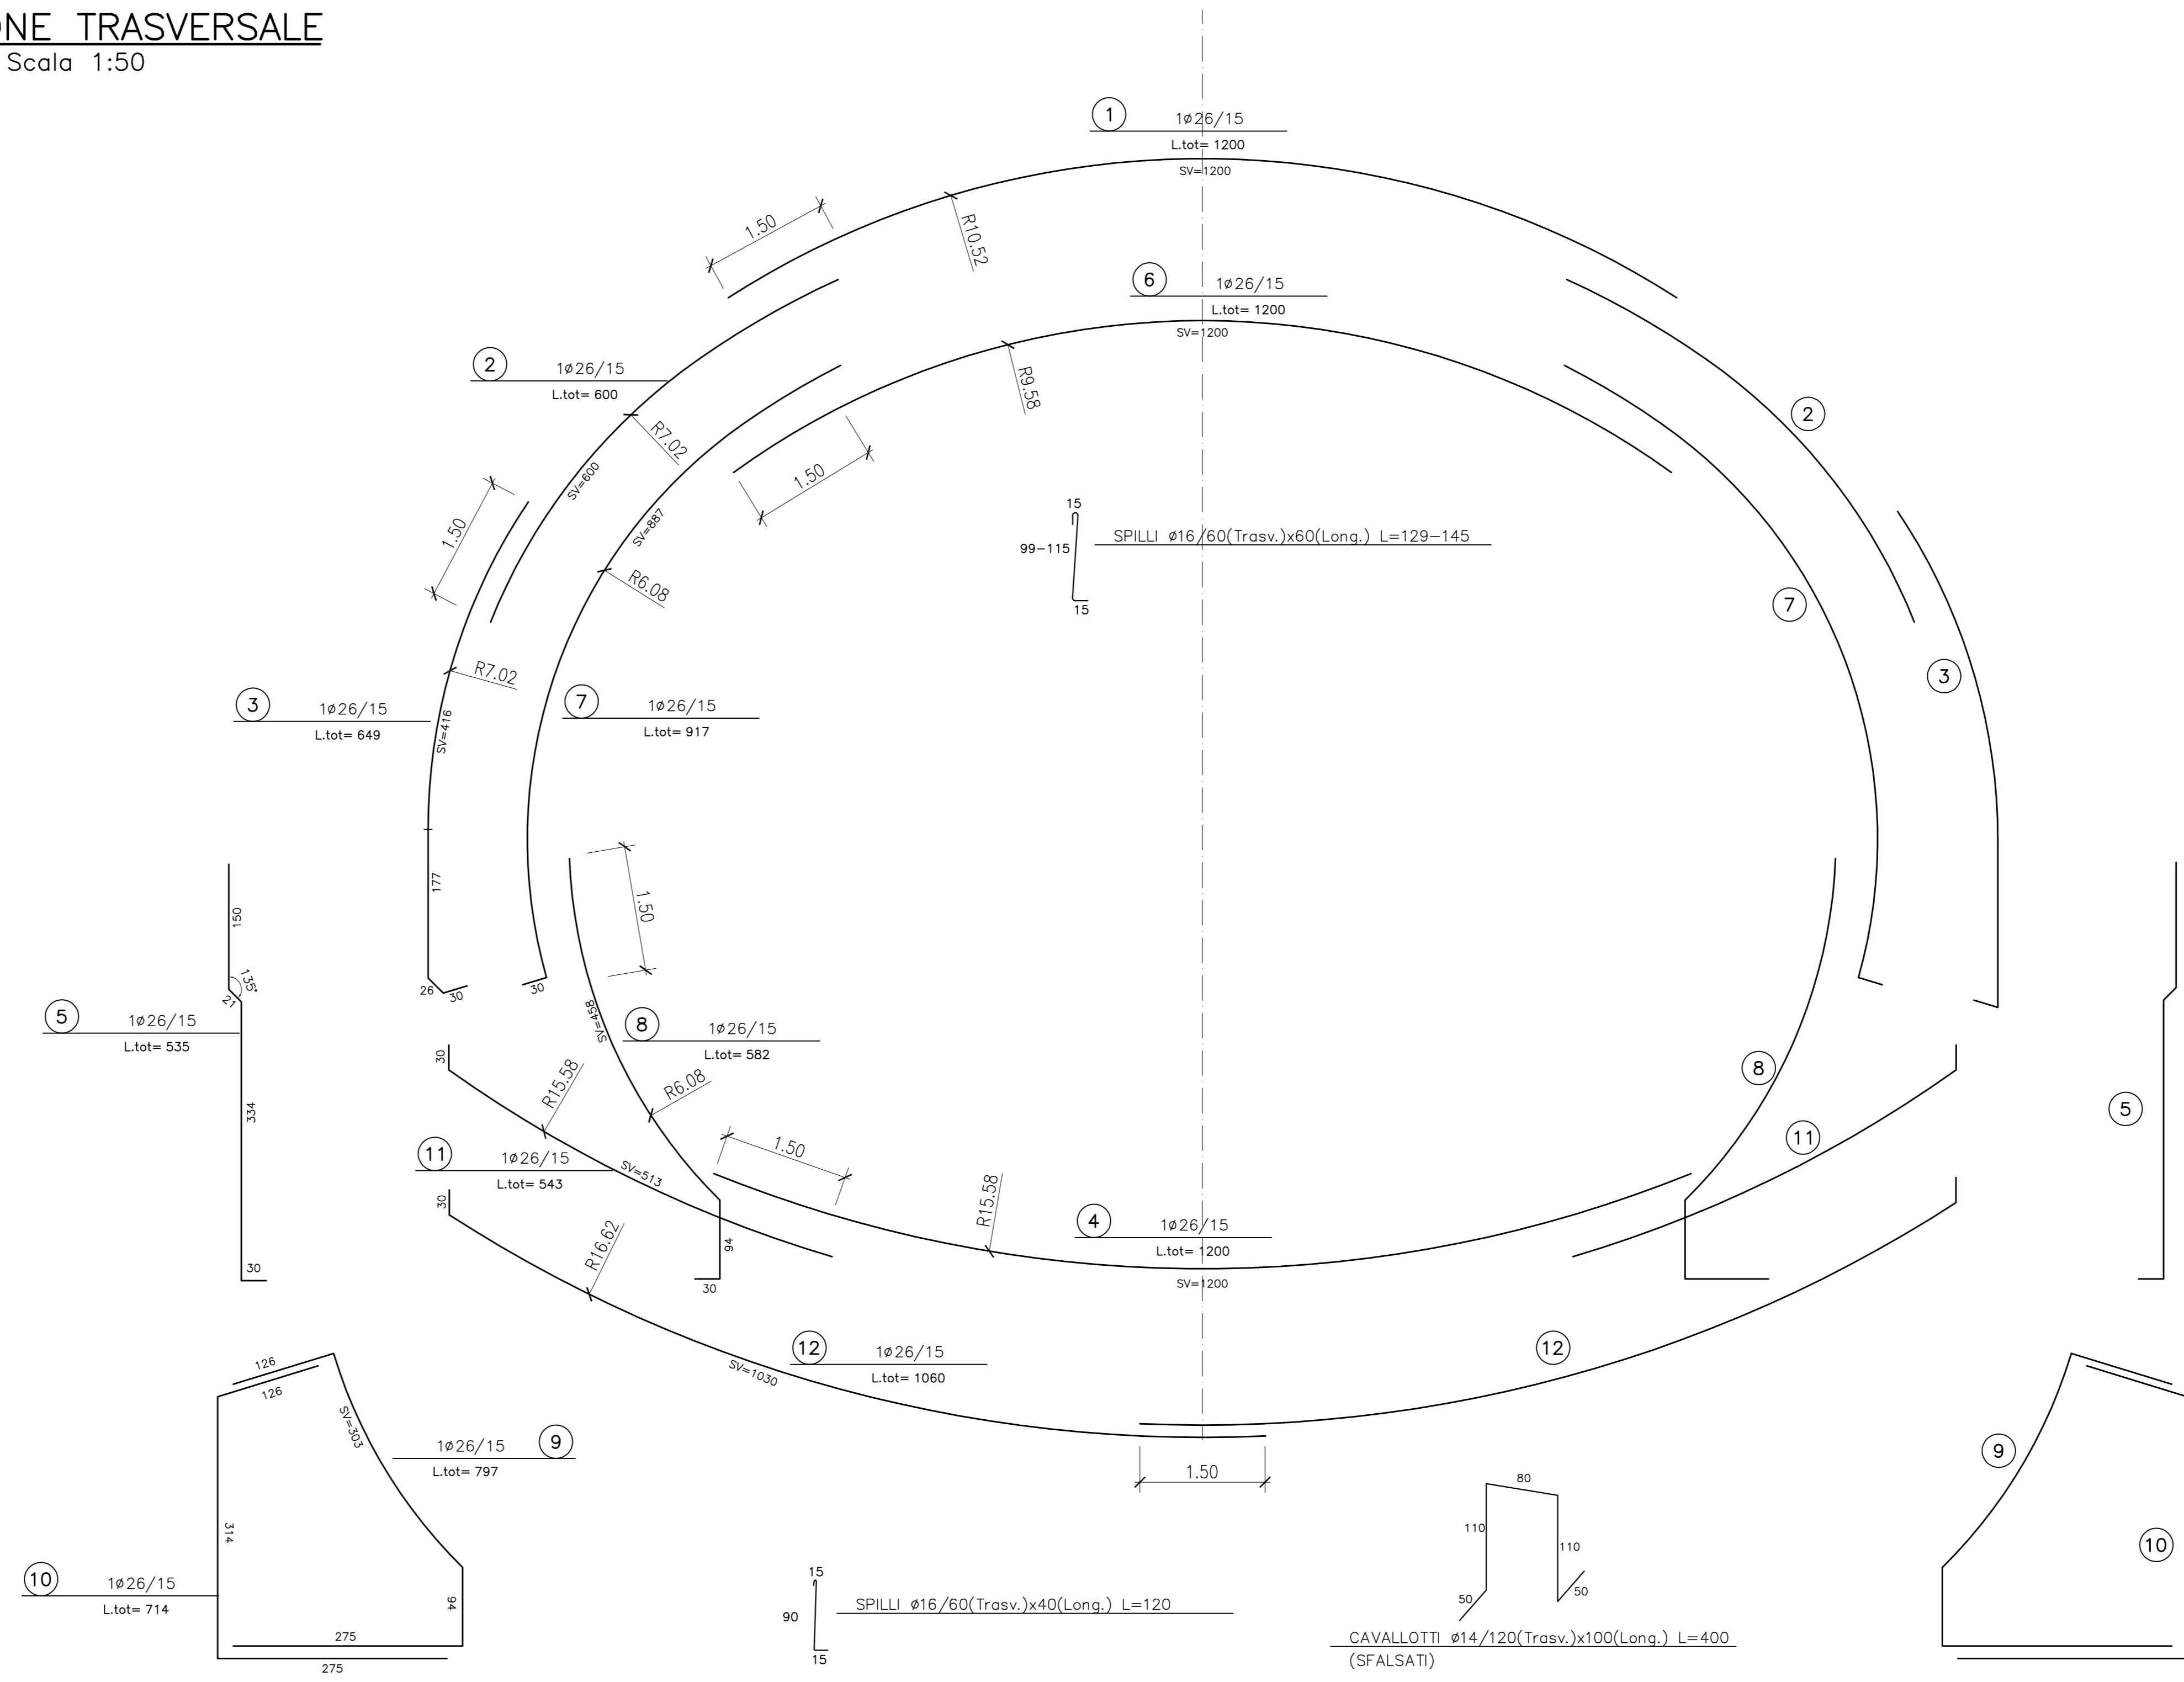 ONE TRASVERSALE
Scala 1:50
1
1ø26/15
L.tot= 1200
SV=1200
1.50
R10.52
6
1ø26/15
L.tot= 1200
SV=1200
2
1ø26/15
L.tot= 600
R9.58
R7.02
2
SV=600
1.50
1.50
SV=887
15
99-115
SPILLI ø16/60(Trasv.)x60(Long.) L=129-145
15
R6.08
7
R7.02
3
3
1ø26/15
L.tot= 649
SV=416
7
1ø26/15
L.tot= 917
177
1.50
150
135°
21
26
30
30
5
1ø26/15
L.tot= 535
SV=458
8
1ø26/15
L.tot= 582
30
R15.58
R6.08
8
334
5
11
1ø26/15
L.tot= 543
SV=513
1.50
11
30
R16.62
R15.58
4
1ø26/15
L.tot= 1200
SV=1200
94
30
30
12
1ø26/15
L.tot= 1060
SV=1030
12
126
126
SV=303
1ø26/15
9
L.tot= 797
1.50
9
80
110
110
50
50
314
10
1ø26/15
L.tot= 714
94
275
275
15
90
SPILLI ø16/60(Trasv.)x40(Long.) L=120
15
CAVALLOTTI ø14/120(Trasv.)x100(Long.) L=400
(SFALSATI)
10